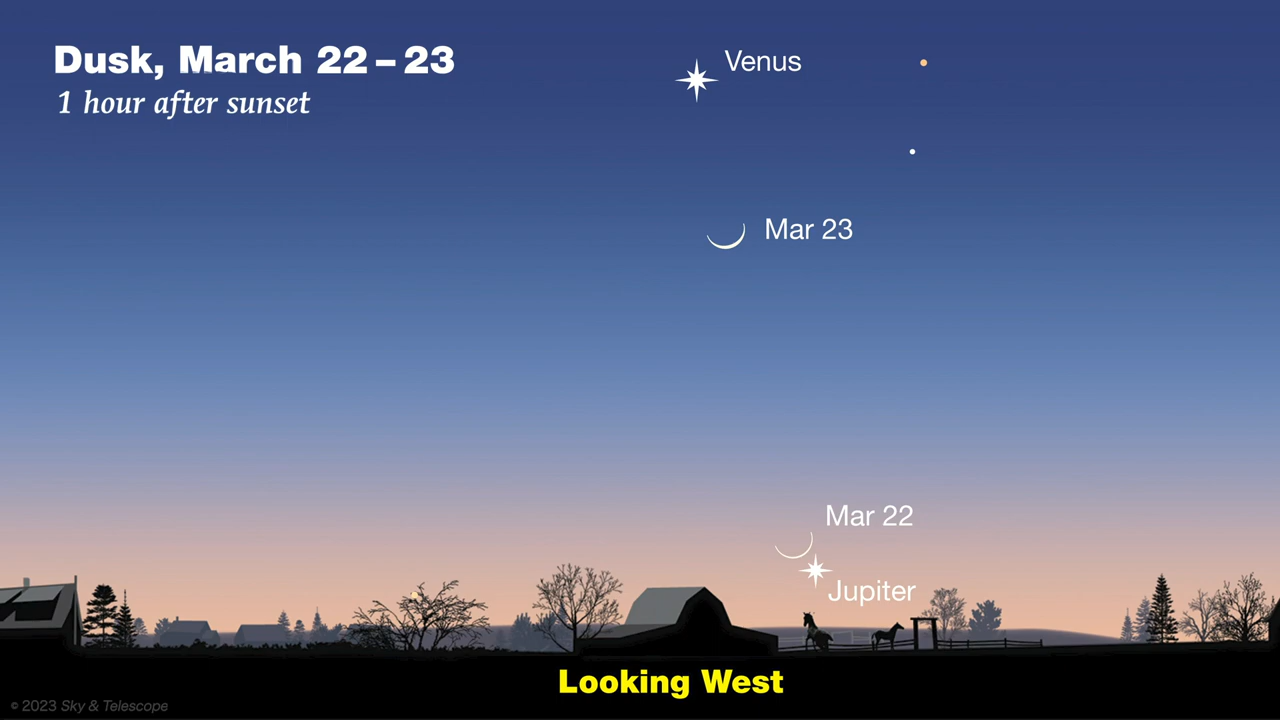 Dusk, March 22 – 23
1 hour after sunset
Venus
Mar 23
Mar 22
Jupiter
Looking West
© 2023 Sky & Telescope